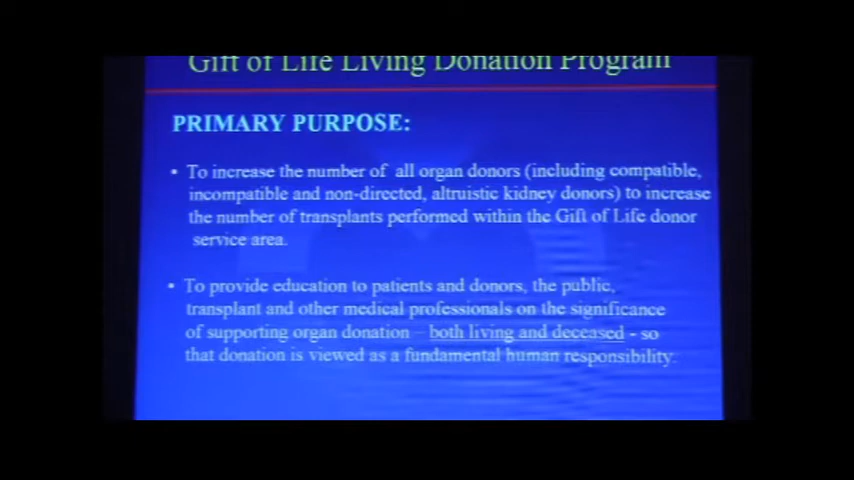 Gift of Life Living Donation Program
PRIMARY PURPOSE:
• To increase the number of all organ donors (including compatible,
incompatible and non-directed, altruistic kidney donors) to increase
the number of transplants performed within the Gift of Life donor
service area.
• To provide education to patients and donors, the public,
transplant and other medical professionals on the significance
of supporting organ donation – both living and deceased - so
that donation is viewed as a fundamental human responsibility.